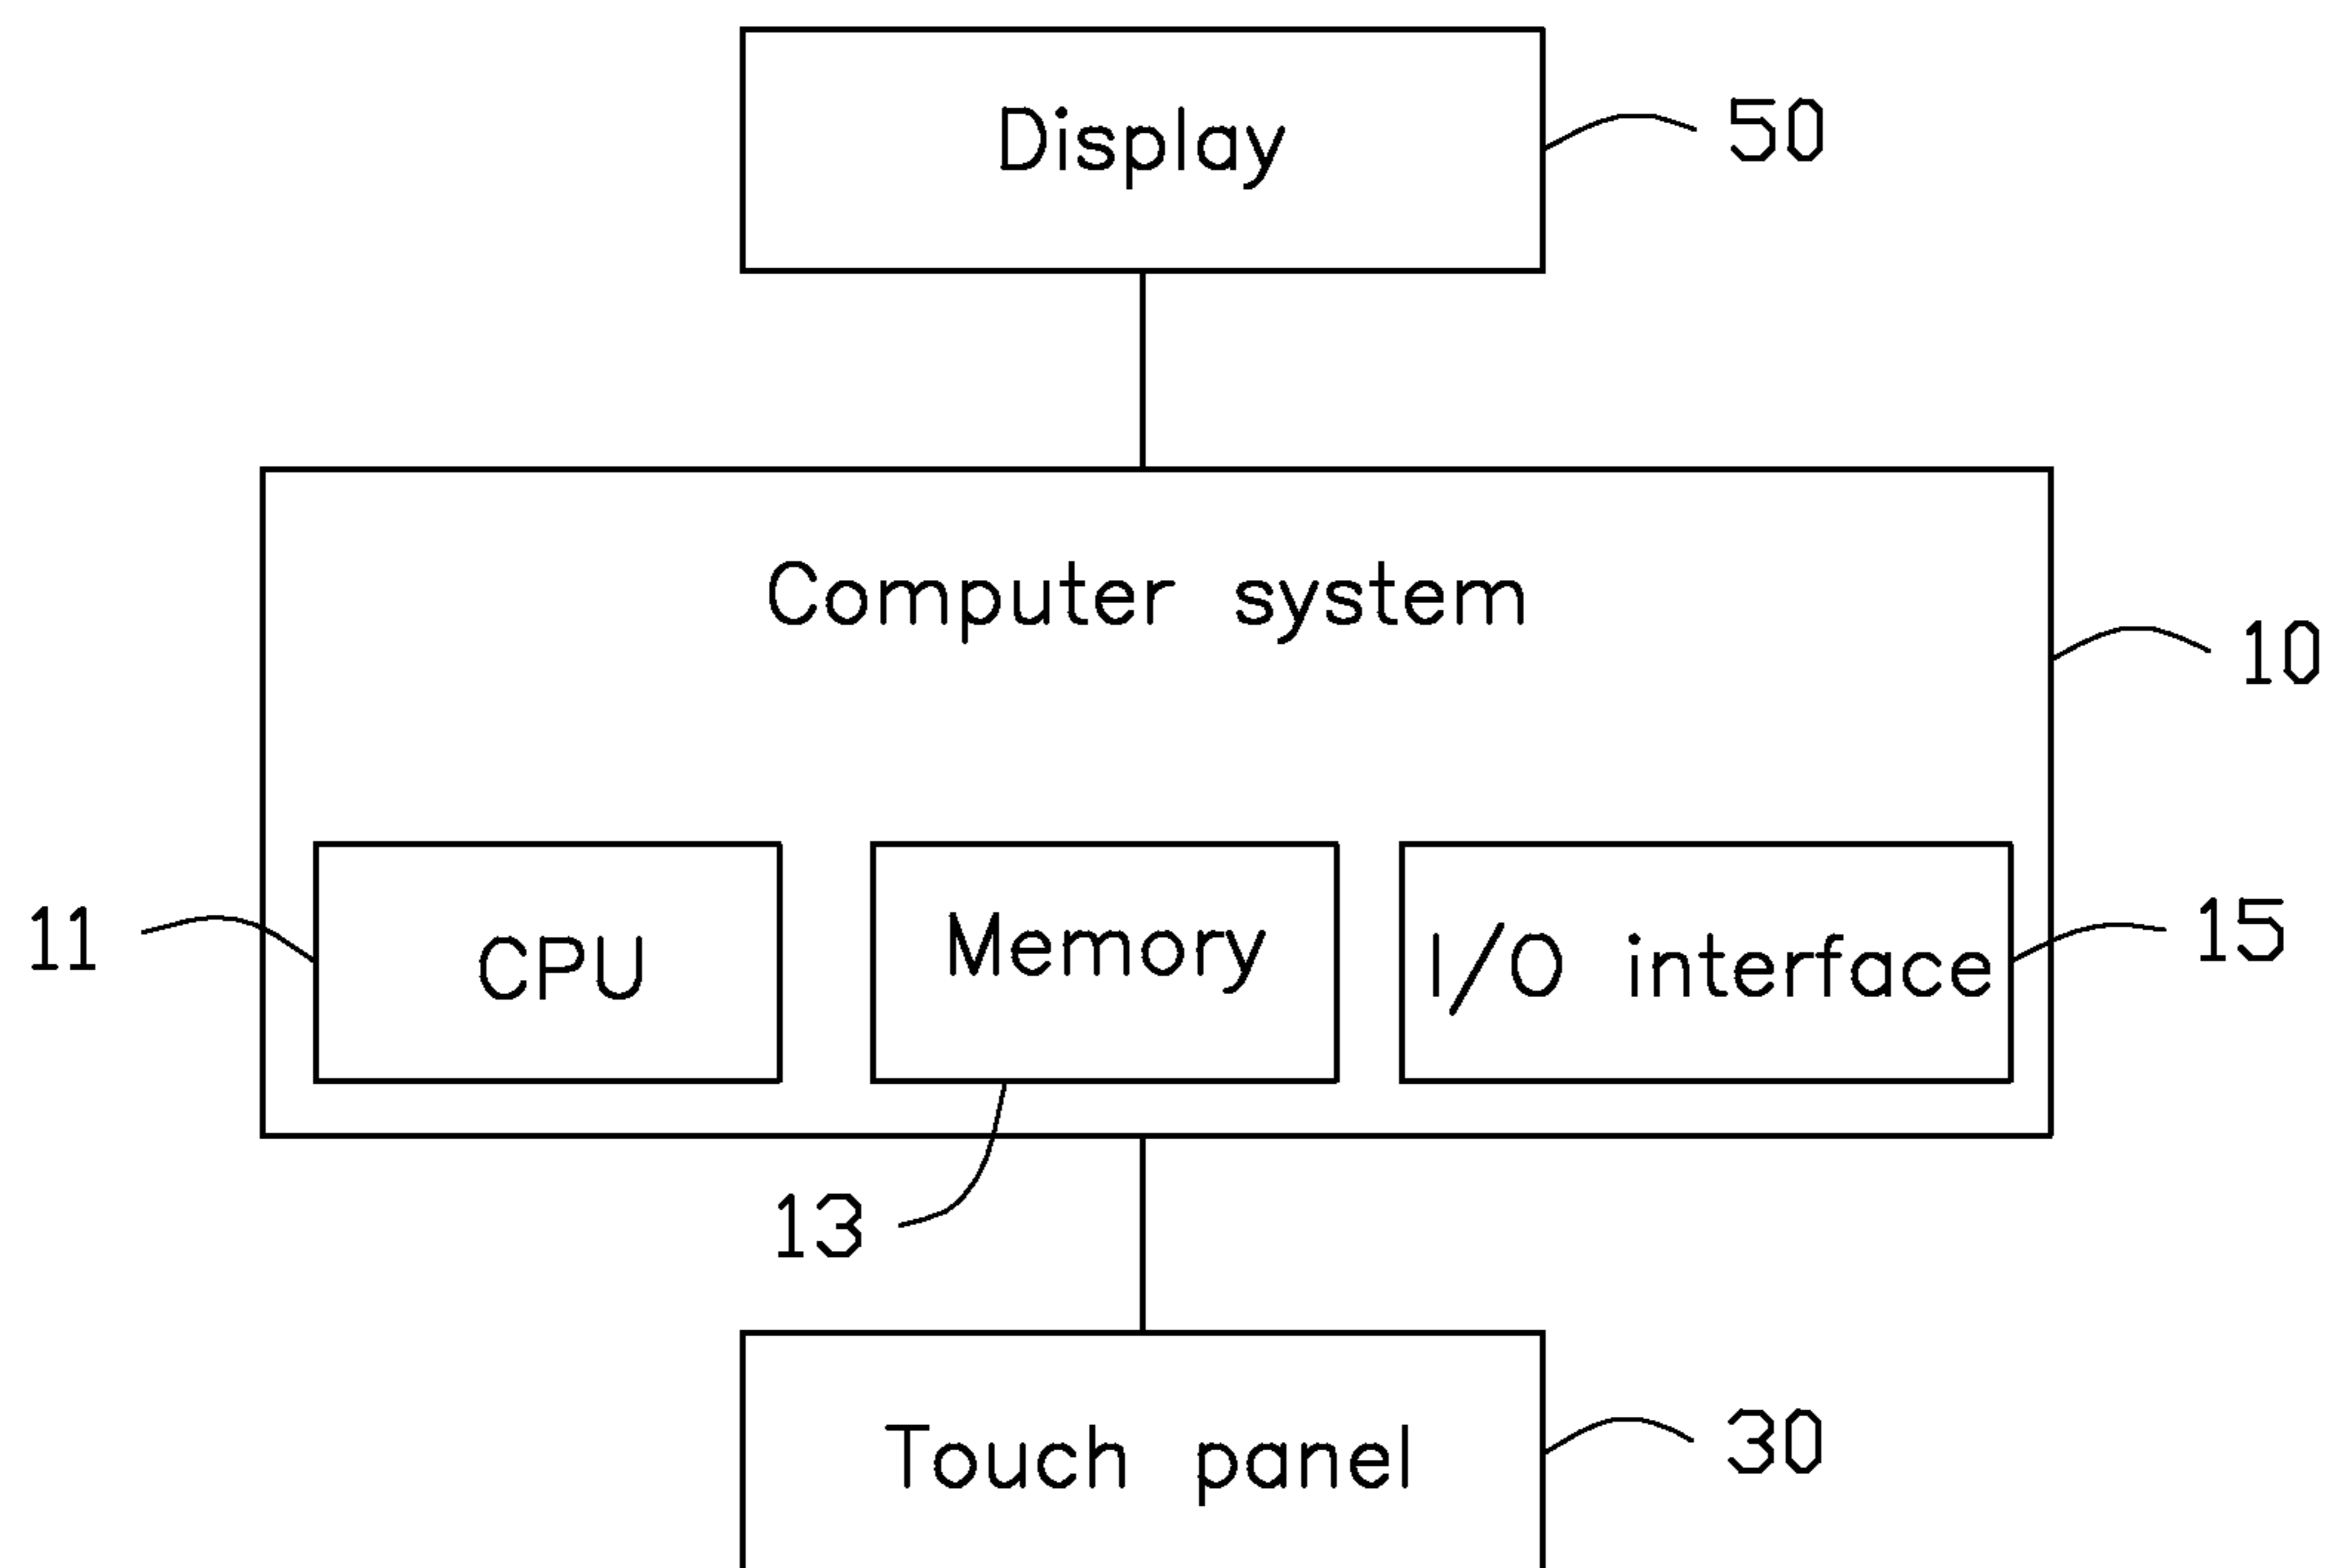 Display
50
Computer system
10
11
CPU
Memory
I/O interface
15
13
Touch panel
30